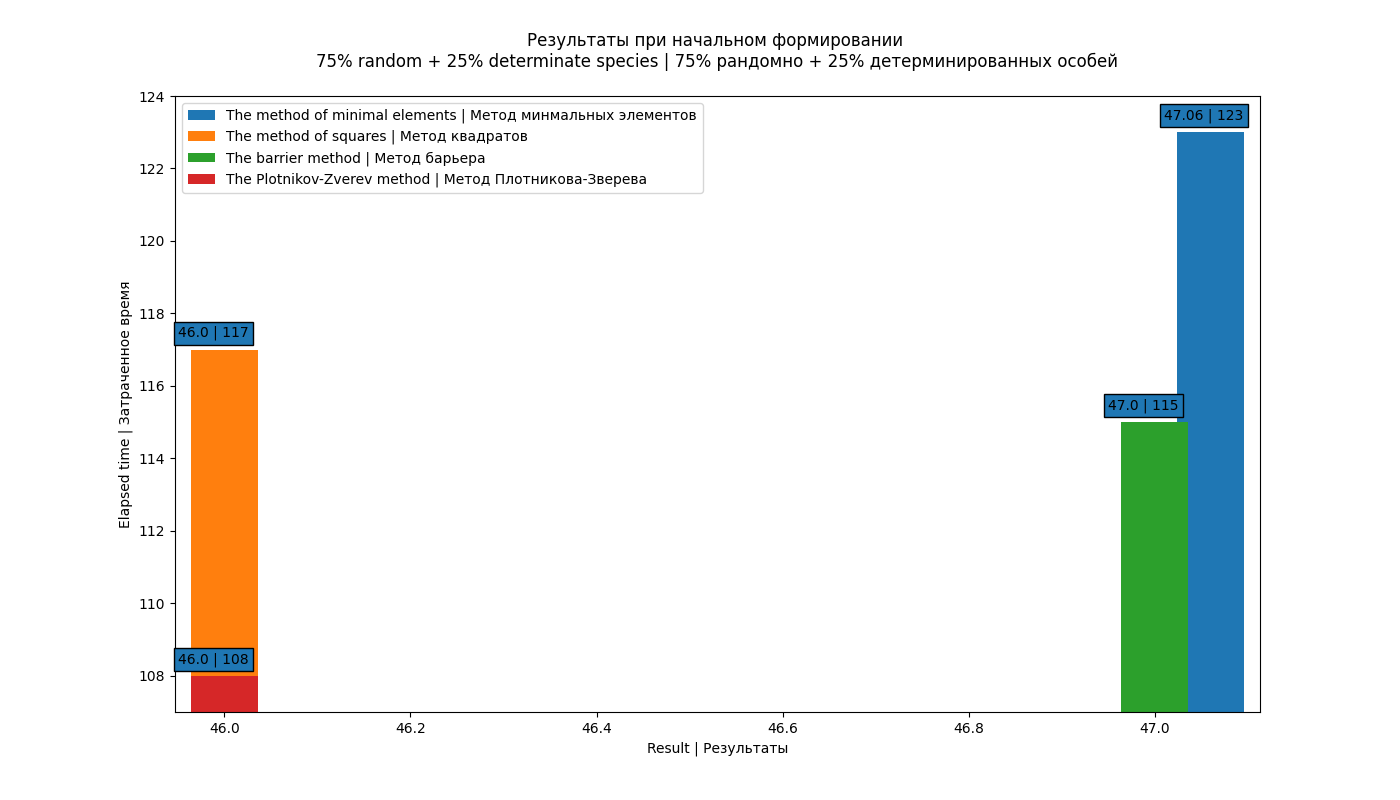 Результаты при начальном формировании
75% random + 25% determinate species | 75% рандомно + 25% детерминированных особей
The method of minimal elements | Метод минмальных элементов
The method of squares | Метод квадратов
The barrier method | Метод барьера
The Plotnikov-Zverev method | Метод Плотникова-Зверева
47.06 | 123
46.0 | 117
47.0 | 115
46.0 | 108
124
122
120
118
116
114
112
110
108
Elapsed time | Затраченное время
46.0 46.2 46.4 46.6 46.8 47.0
Result | Результаты